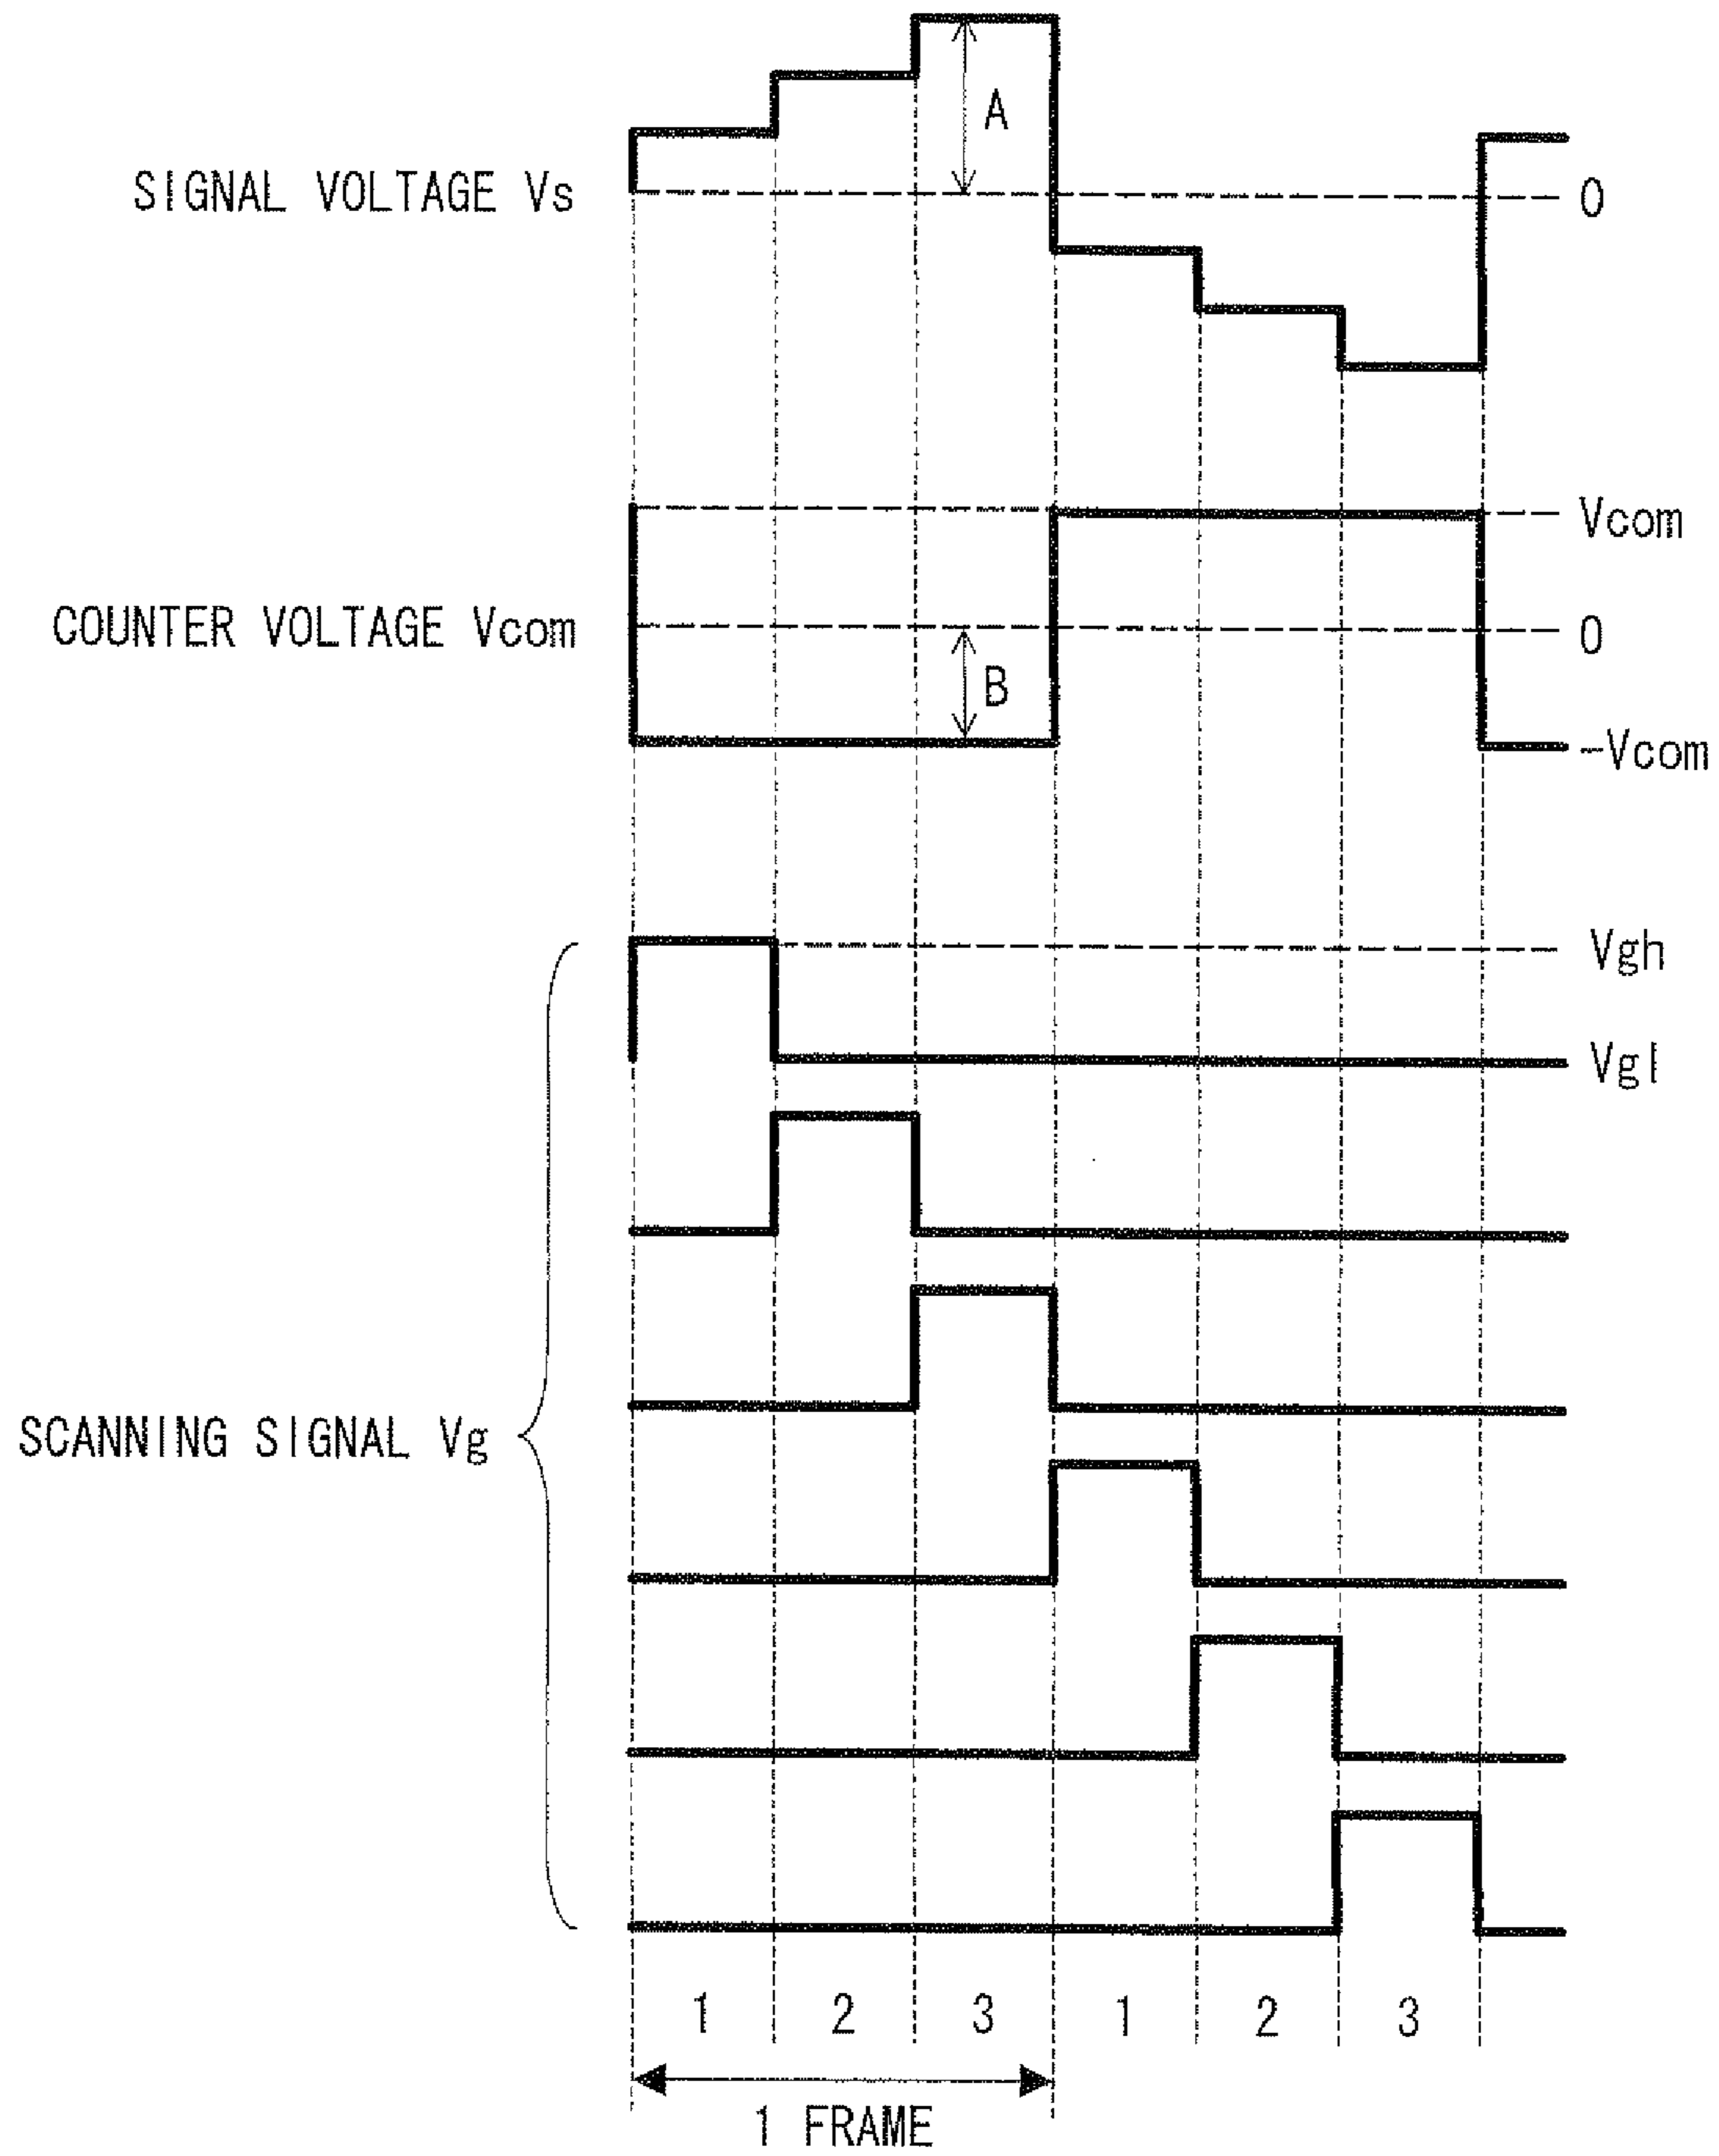 A
SIGNAL VOLTAGE Vs
0
Vcom
COUNTER VOLTAGE Vcom
0
B
-Vcom
Vgh
Vgl
SCANNING SIGNAL Vg
1 2 3 1 2 3
1 FRAME